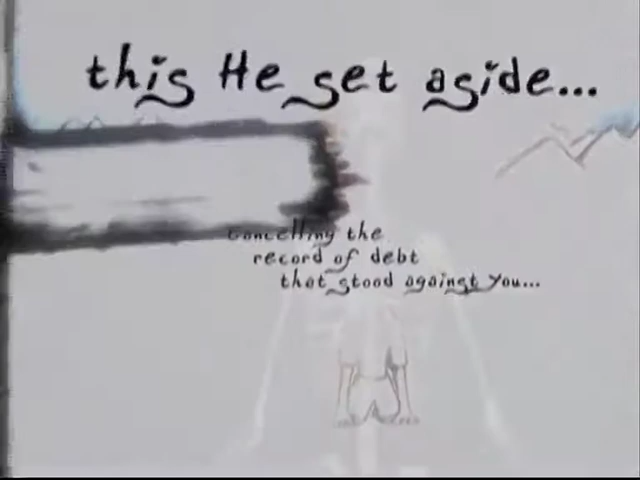 this He set aside...
cancelling the
record of debt
that stood against you...